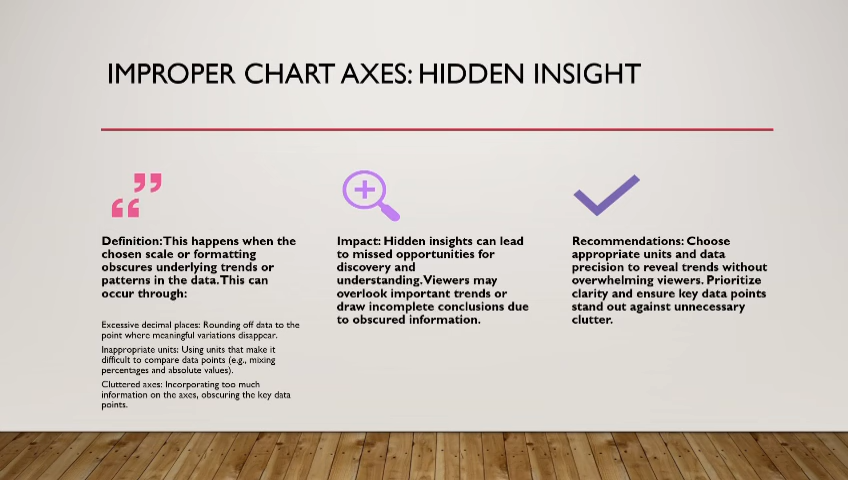 IMPROPER CHART AXES: HIDDEN INSIGHT
Definition:This happens when the
chosen scale or formatting
obscures underlying trends or
patterns in the data.This can
occur through:
Excessive decimal places: Rounding off data to the
point where meaningful variations disappear.
Inappropriate units: Using units that make it
difficult to compare data points (e.g., mixing
percentages and absolute values).
Cluttered axes: Incorporating too much
information on the axes, obscuring the key data
points.
Impact: Hidden insights can lead
to missed opportunities for
discovery and
understanding.Viewers may
overlook important trends or
draw incomplete conclusions due
to obscured information.
Recommendations: Choose
appropriate units and data
precision to reveal trends without
overwhelming viewers. Prioritize
clarity and ensure key data points
stand out against unnecessary
clutter.